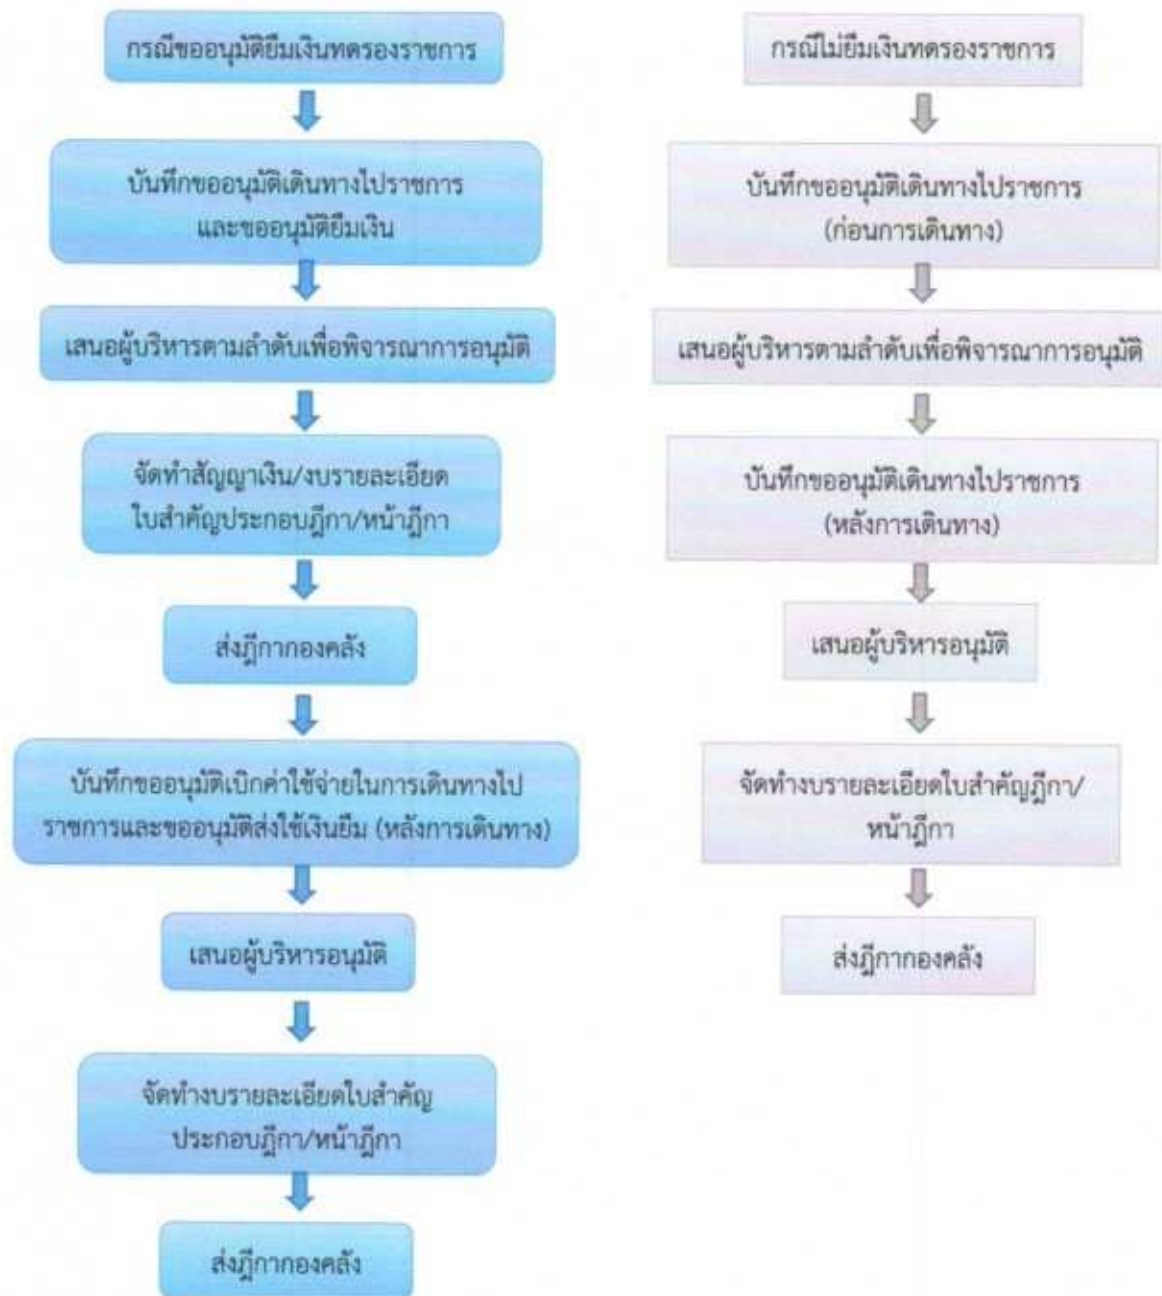 กรณีขออนุมัติยืมเงินทดรองราชการ
บันทึกขออนุมัติเดินทางไปราชการ
และขออนุมัติยืมเงิน
เสนอผู้บริหารตามลำดับเพื่อพิจารณาการอนุมัติ
จัดทำสัญญาเงิน/งบรายละเอียด
ใบสำคัญประกอบฎีกา/หน้าฎีกา
ส่งฎีกากองคลัง
บันทึกขออนุมัติเบิกค่าใช้จ่ายในการเดินทางไป
ราชการและขออนุมัติส่งใช้เงินยืม (หลังการเดินทาง)
เสนอผู้บริหารอนุมัติ
จัดทำงบรายละเอียดใบสำคัญ
ประกอบฎีกา/หน้าฎีกา
ส่งฎีกากองคลัง
กรณีไม่ยืมเงินทดรองราชการ
บันทึกขออนุมัติเดินทางไปราชการ
(ก่อนการเดินทาง)
เสนอผู้บริหารตามลำดับเพื่อพิจารณาการอนุมัติ
บันทึกขออนุมัติเดินทางไปราชการ
(หลังการเดินทาง)
เสนอผู้บริหารอนุมัติ
จัดทำงบรายละเอียดใบสำคัญฎีกา/
หน้าฎีกา
ส่งฎีกากองคลัง